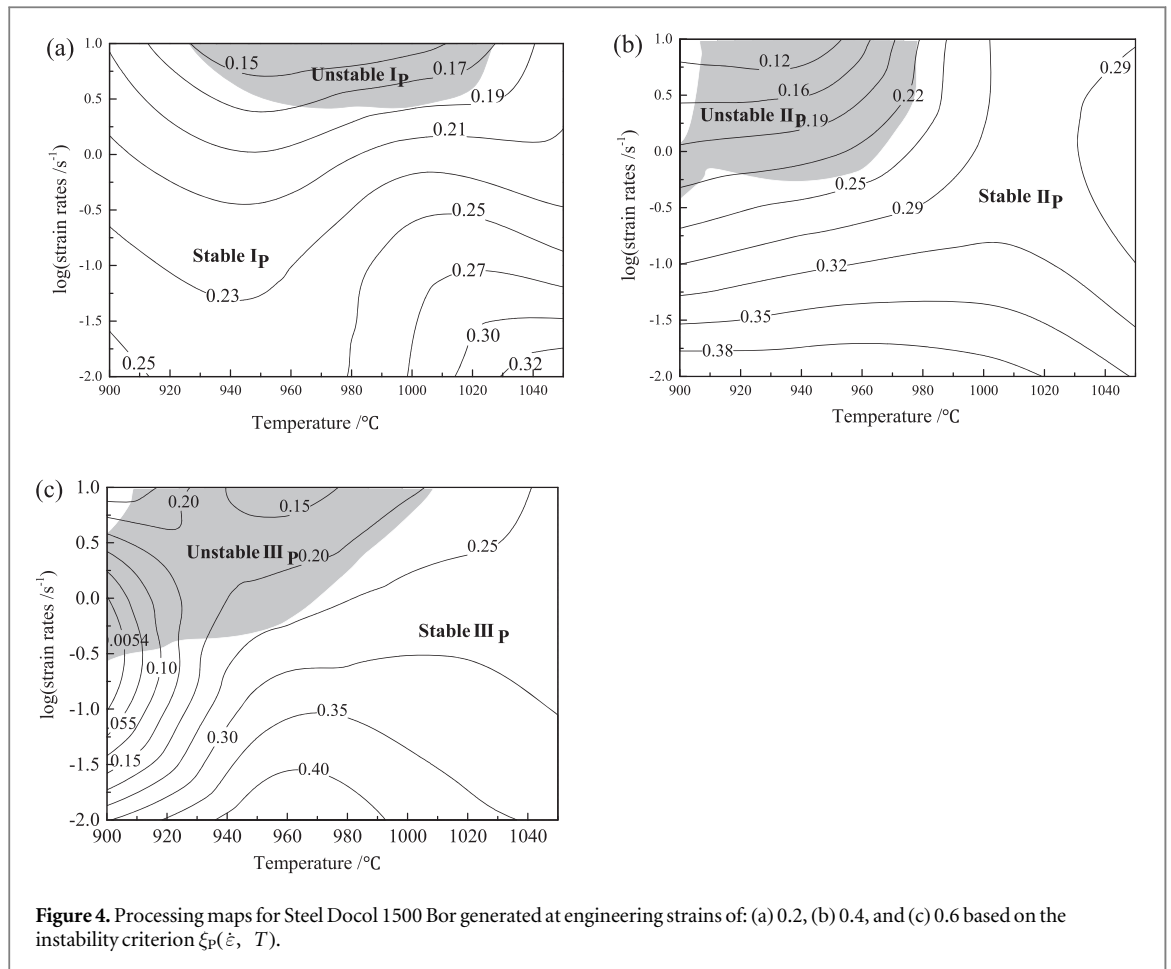 (a)
1.0
0.5
0.0
-0.5
-1.0
-1.5
-2.0
log(strain rates /s⁻¹)
0.15
Unstable I_P
0.17
0.19
0.21
Stable I_P
0.25
0.23
0.27
0.30
0.25
0.32
900 920 940 960 980 1000 1020 1040
Temperature /°C
(b)
1.0
0.5
0.0
-0.5
-1.0
-1.5
-2.0
log(strain rates /s⁻¹)
0.12
0.29
0.16
0.22
Unstable II_P
0.19
0.25
Stable II_P
0.29
0.32
0.35
0.38
900 920 940 960 980 1000 1020 1040
Temperature /°C
(c)
1.0
0.5
0.0
-0.5
-1.0
-1.5
-2.0
log(strain rates /s⁻¹)
0.20
0.15
Unstable III_P
0.20
0.25
.0054
Stable III_P
0.10
.055
0.30
0.35
0.15
0.40
900 920 940 960 980 1000 1020 1040
Temperature /°C
Figure 4. Processing maps for Steel Docol 1500 Bor generated at engineering strains of: (a) 0.2, (b) 0.4, and (c) 0.6 based on the
instability criterion ξ_P(ε̇, T).